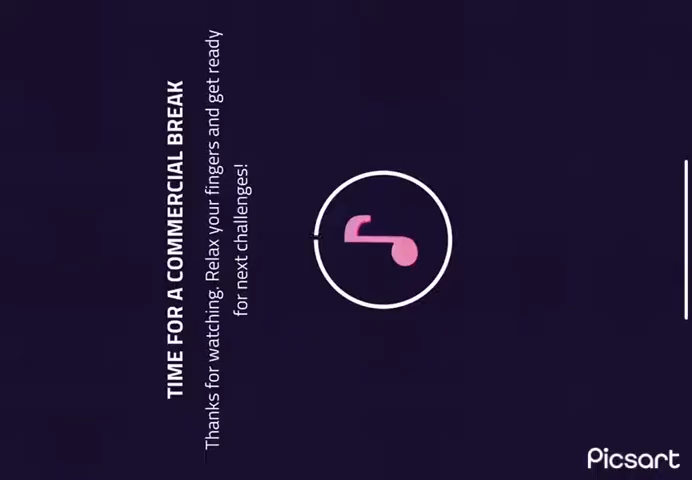 TIME FOR A COMMERCIAL BREAK
Thanks for watching. Relax your fingers and get ready
for next challenges!
Picsart